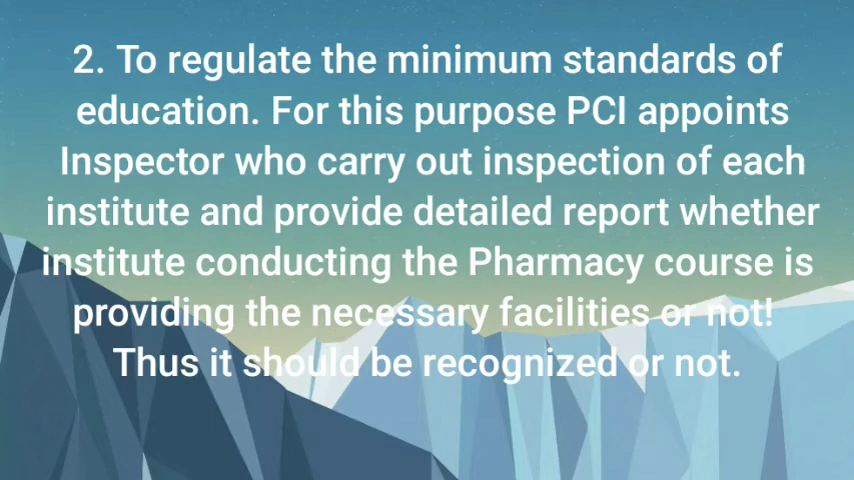 2. To regulate the minimum standards of
education. For this purpose PCI appoints
Inspector who carry out inspection of each
institute and provide detailed report whether
institute conducting the Pharmacy course is
providing the necessary facilities or not!
Thus it should be recognized or not.